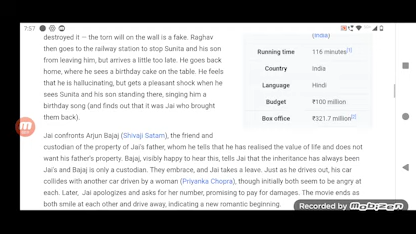 7:57
destroyed it — the torn will on the wall is a fake. Raghav
then goes to the railway station to stop Sunita and his son
from leaving him, but arrives a little too late. He goes back
home, where he sees a birthday cake on the table. He feels
that he is hallucinating, but gets a pleasant shock when he
sees Sunita and his son standing there, singing him a
birthday song (and finds out that it was Jai who brought
them back).
(India)
Running time 116 minutes[1]
Country India
Language Hindi
Budget ₹100 million
Box office ₹321.7 million[2]
Jai confronts Arjun Bajaj (Shivaji Satam), the friend and
custodian of the property of Jai's father, whom he tells he has realised the value of life and does not
want his father's property. Bajaj, visibly happy to hear this, tells Jai that the inheritance has always been
Jai's and Bajaj is only a custodian. They embrace, and Jai takes a leave. Just as he drives out, his car
collides with another car driven by a woman (Priyanka Chopra), though initially both seem to be angry at
each other. Later, Jai apologizes and asks for her number, promising to pay for damages. The movie ends as
both smile at each other and drive away, indicating a new romantic beginning.
Recorded by Mobizen